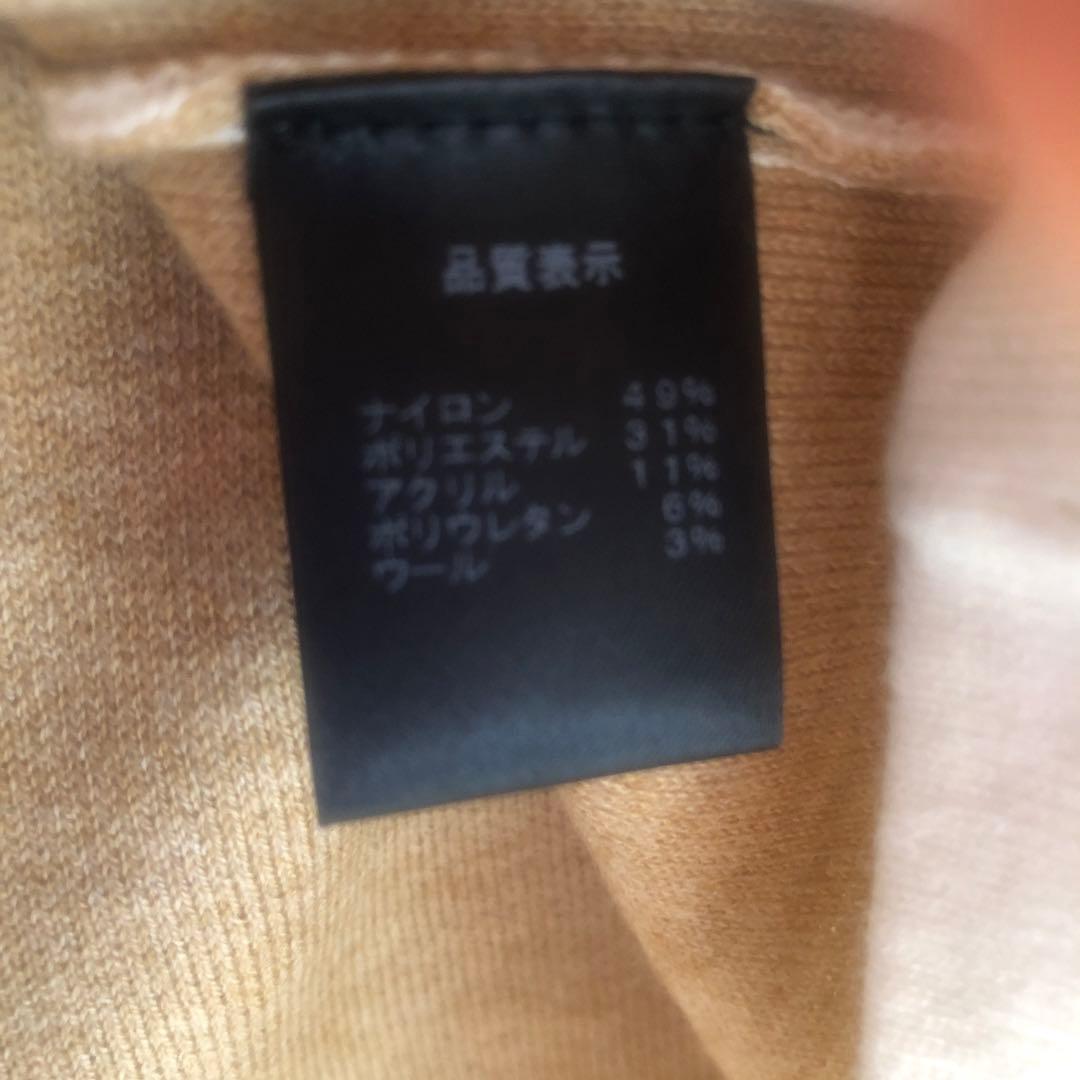 品質表示
ナイロン 49%
ポリエステル 31%
アクリル 11%
ポリウレタン 6%
ウール 3%